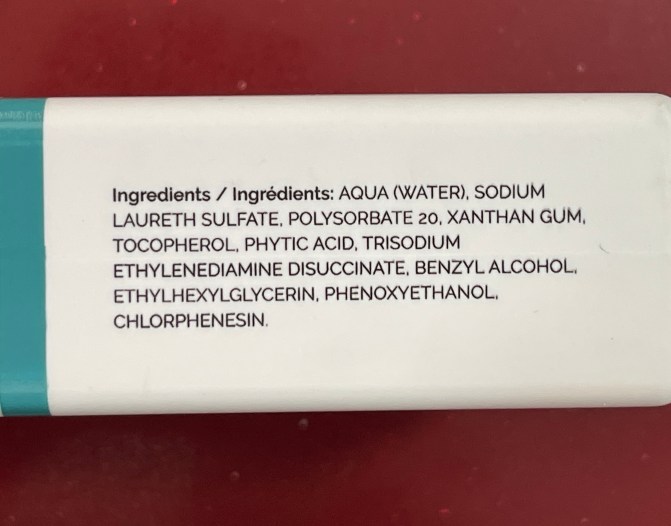 Ingredients / Ingrédients: AQUA (WATER), SODIUM
LAURETH SULFATE, POLYSORBATE 20, XANTHAN GUM,
TOCOPHEROL, PHYTIC ACID, TRISODIUM
ETHYLENEDIAMINE DISUCCINATE, BENZYL ALCOHOL,
ETHYLHEXYLGLYCERIN, PHENOXYETHANOL,
CHLORPHENESIN.